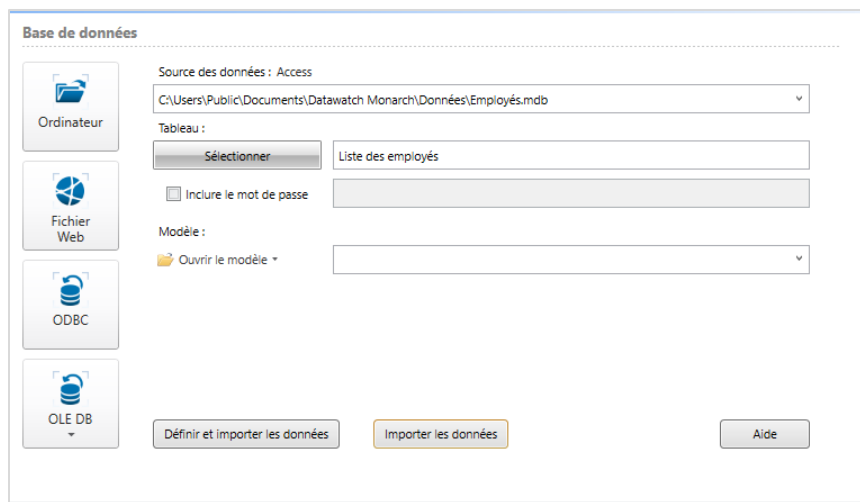 Base de données
Ordinateur
Fichier
Web
ODBC
OLE DB
Source des données : Access
C:\Users\Public\Documents\Datawatch Monarch\Données\Employés.mdb
Tableau :
Sélectionner
Liste des employés
Inclure le mot de passe
Modèle :
Ouvrir le modèle
Définir et importer les données
Importer les données
Aide